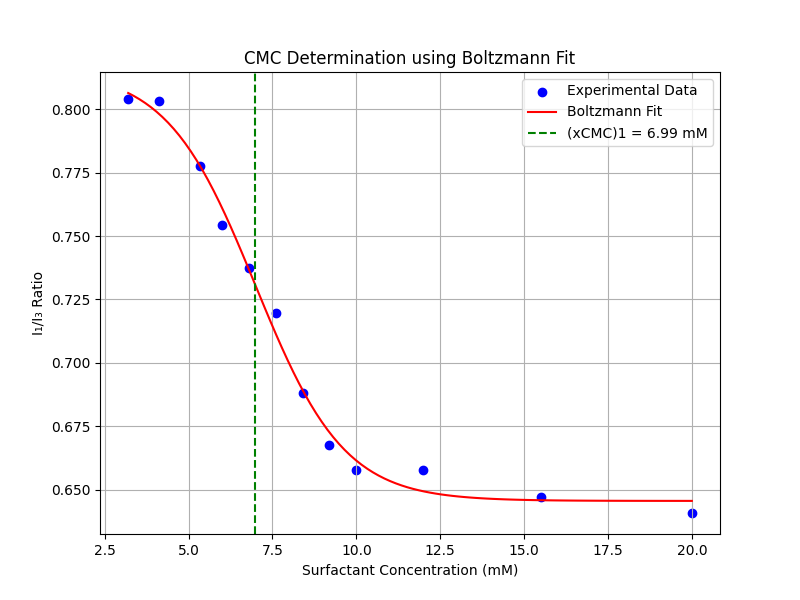 CMC Determination using Boltzmann Fit
Experimental Data
Boltzmann Fit
(xCMC)1 = 6.99 mM
0.800
0.775
0.750
0.725
0.700
0.675
0.650
I₁/I₃ Ratio
2.5 5.0 7.5 10.0 12.5 15.0 17.5 20.0
Surfactant Concentration (mM)